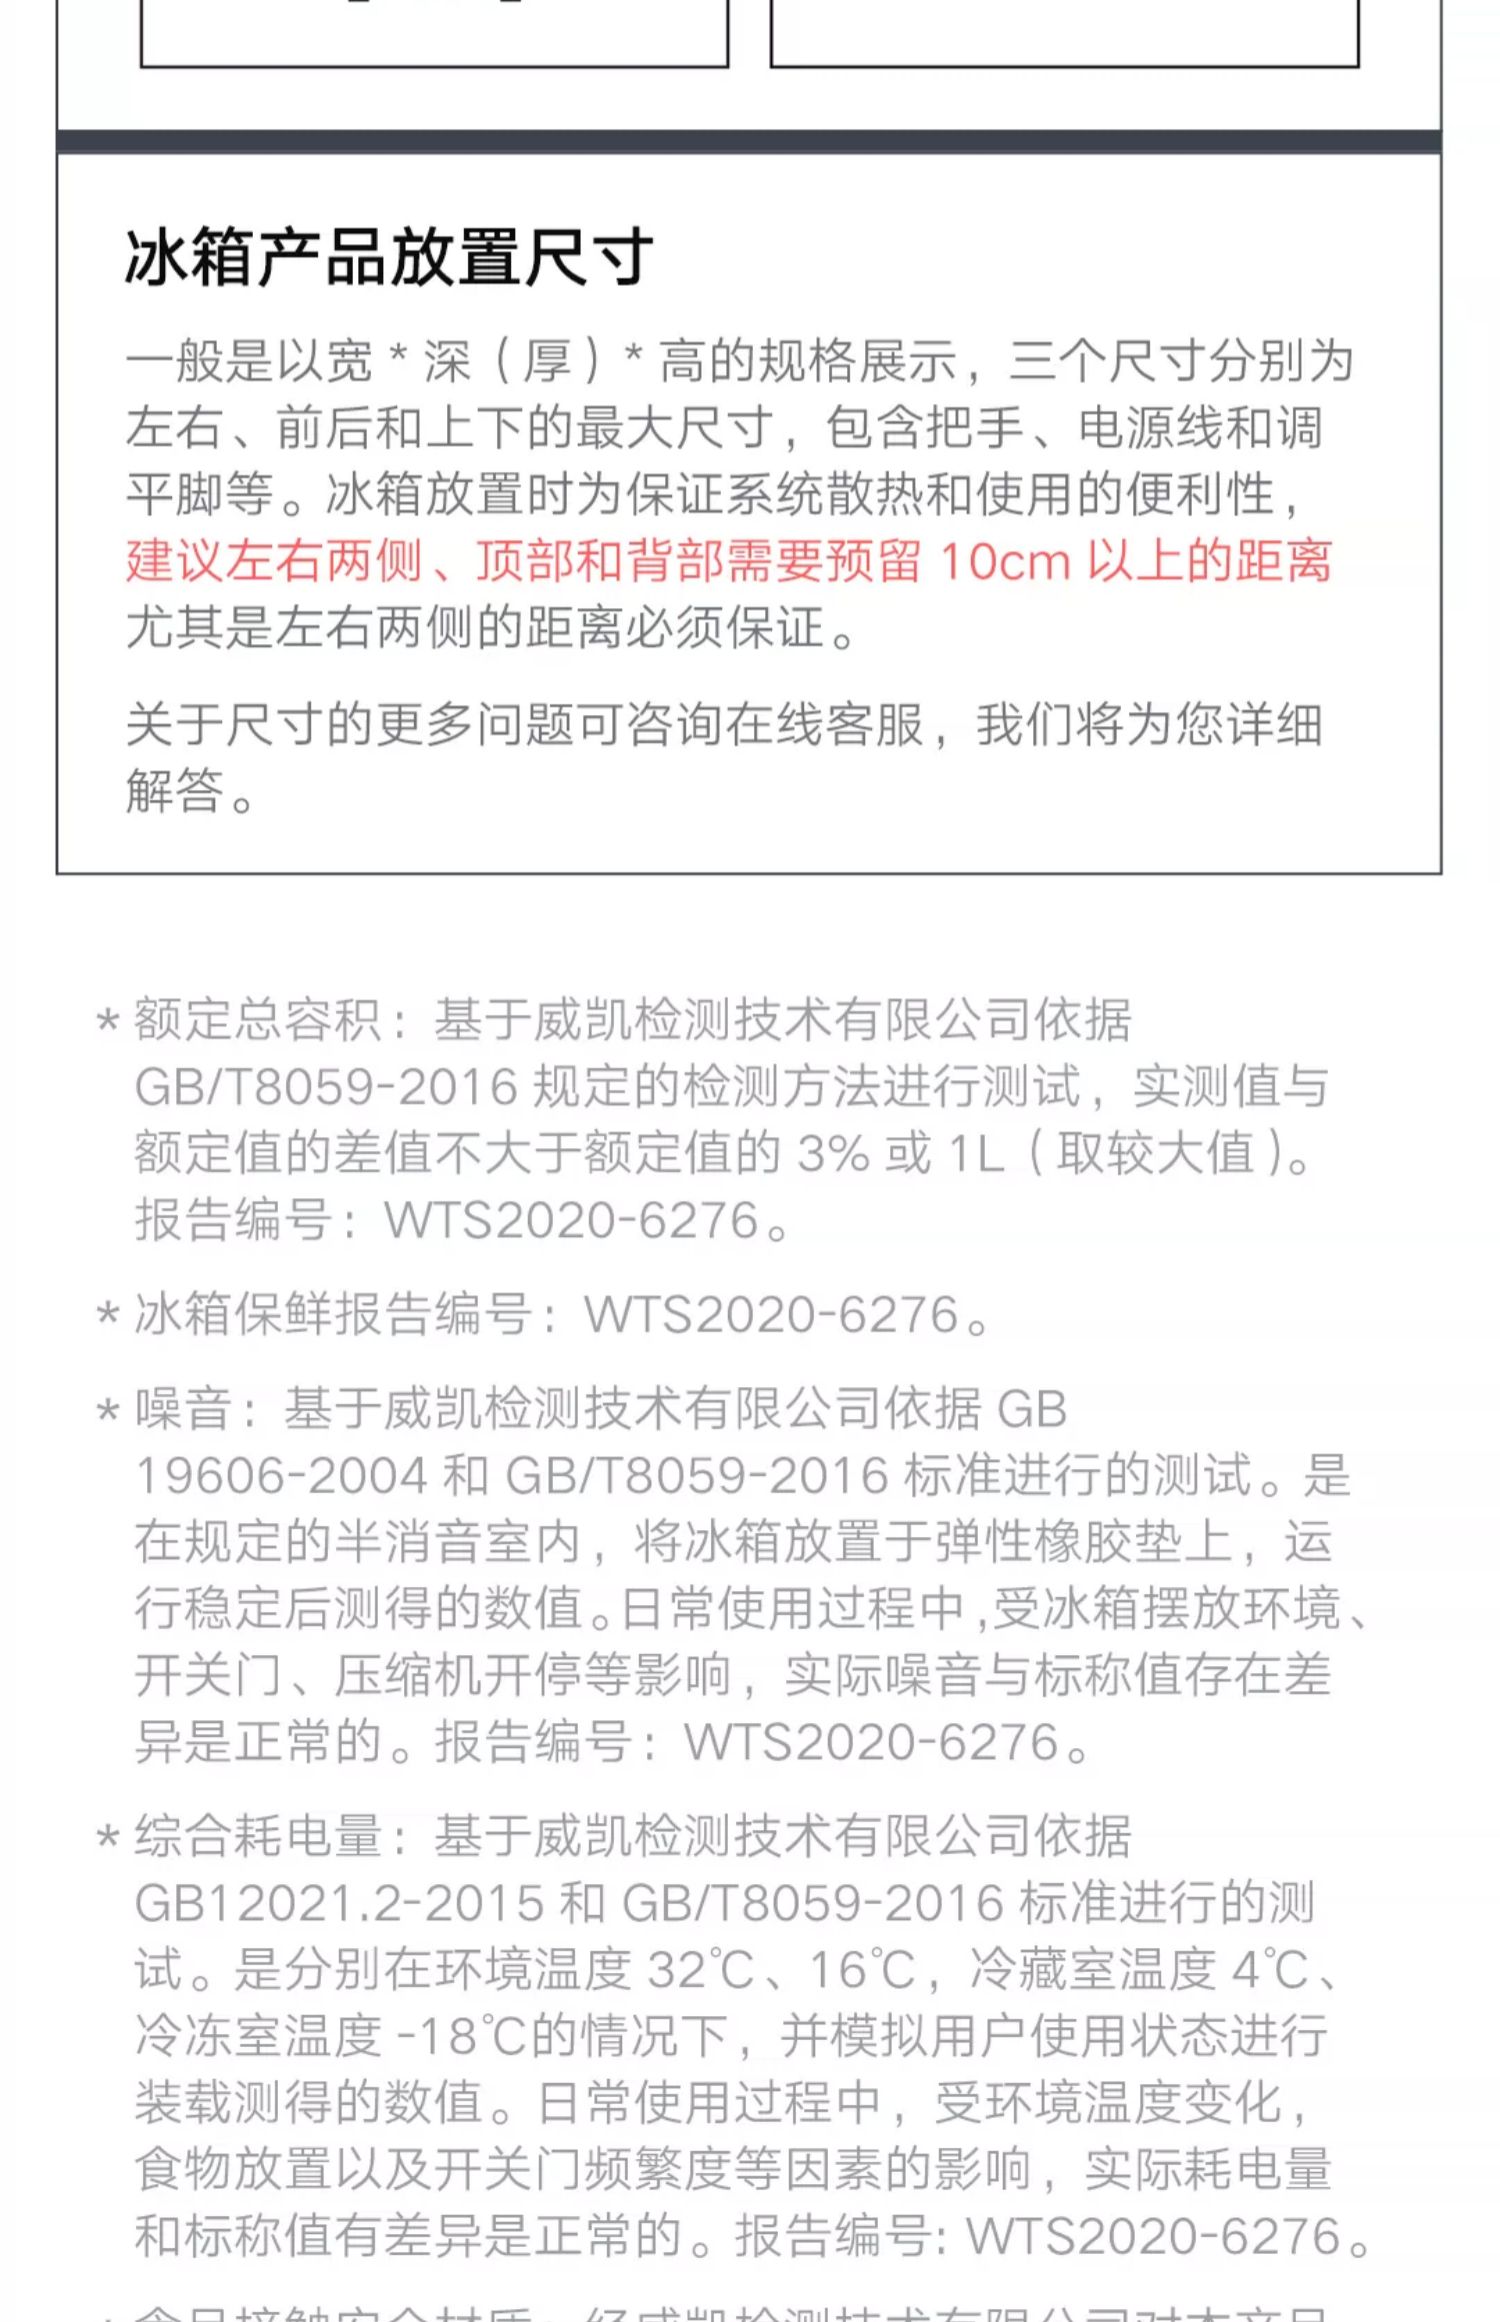 冰箱产品放置尺寸
一般是以宽*深（厚）*高的规格展示，三个尺寸分别为
左右、前后和上下的最大尺寸，包含把手、电源线和调
平脚等。冰箱放置时为保证系统散热和使用的便利性，
建议左右两侧、顶部和背部需要预留 10cm 以上的距离
尤其是左右两侧的距离必须保证。
关于尺寸的更多问题可咨询在线客服，我们将为您详细
解答。
* 额定总容积：基于威凯检测技术有限公司依据
GB/T8059-2016 规定的检测方法进行测试，实测值与
额定值的差值不大于额定值的 3% 或 1L（取较大值）。
报告编号：WTS2020-6276。
* 冰箱保鲜报告编号：WTS2020-6276。
* 噪音：基于威凯检测技术有限公司依据 GB
19606-2004 和 GB/T8059-2016 标准进行的测试。是
在规定的半消音室内，将冰箱放置于弹性橡胶垫上，运
行稳定后测得的数值。日常使用过程中,受冰箱摆放环境、
开关门、压缩机开停等影响，实际噪音与标称值存在差
异是正常的。报告编号：WTS2020-6276。
* 综合耗电量：基于威凯检测技术有限公司依据
GB12021.2-2015 和 GB/T8059-2016 标准进行的测
试。是分别在环境温度 32℃、16℃，冷藏室温度 4℃、
冷冻室温度 -18℃的情况下，并模拟用户使用状态进行
装载测得的数值。日常使用过程中，受环境温度变化，
食物放置以及开关门频繁度等因素的影响，实际耗电量
和标称值有差异是正常的。报告编号: WTS2020-6276。